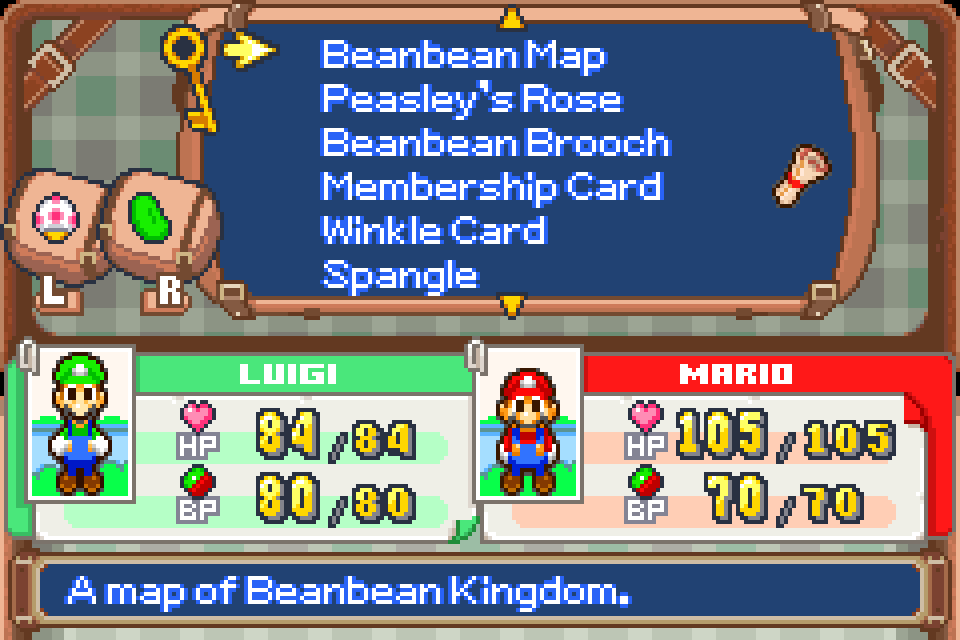 Beanbean Map
Peasley's Rose
Beanbean Brooch
Membership Card
Winkle Card
Spangle
L R
LUIGI
HP 84/84
BP 80/80
MARIO
HP 105/105
BP 70/70
A map of Beanbean Kingdom.